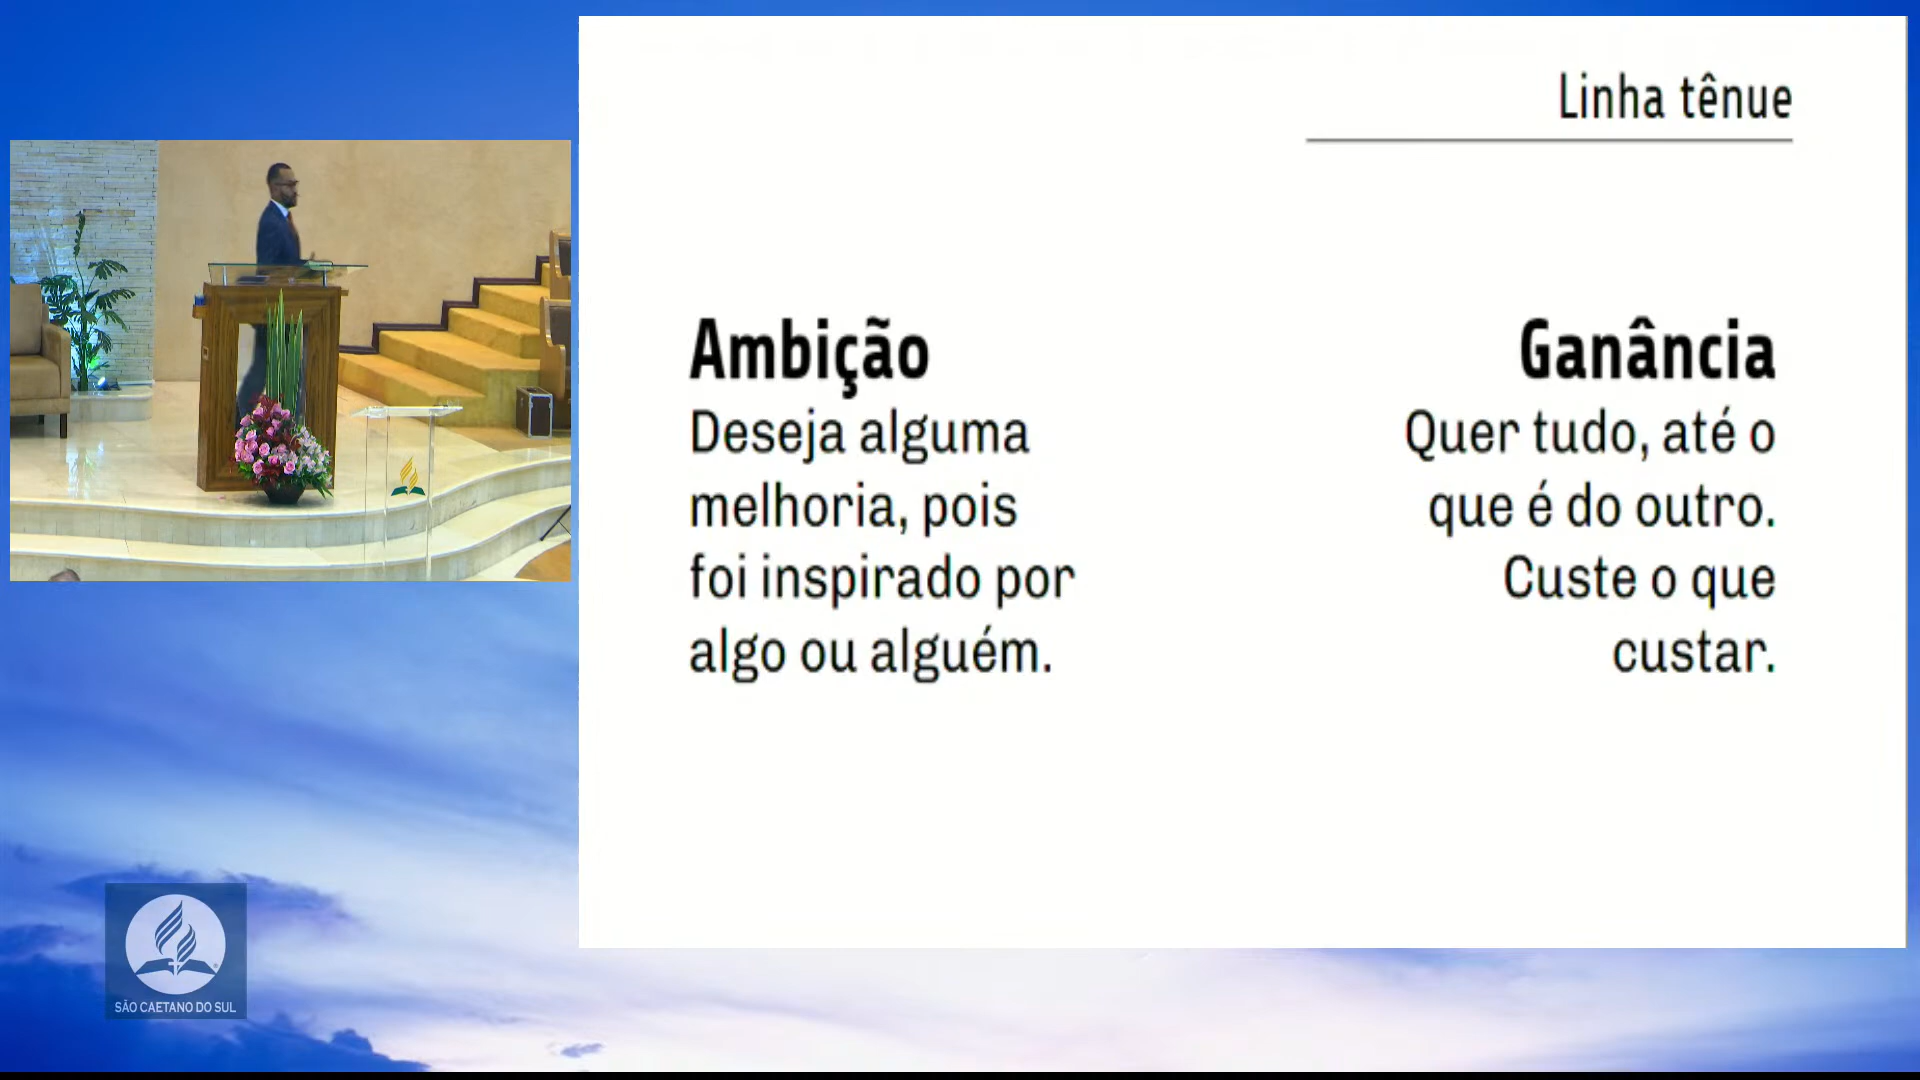 Linha tênue
Ambição
Deseja alguma
melhoria, pois
foi inspirado por
algo ou alguém.
Ganância
Quer tudo, até o
que é do outro.
Custe o que
custar.
SÃO CAETANO DO SUL